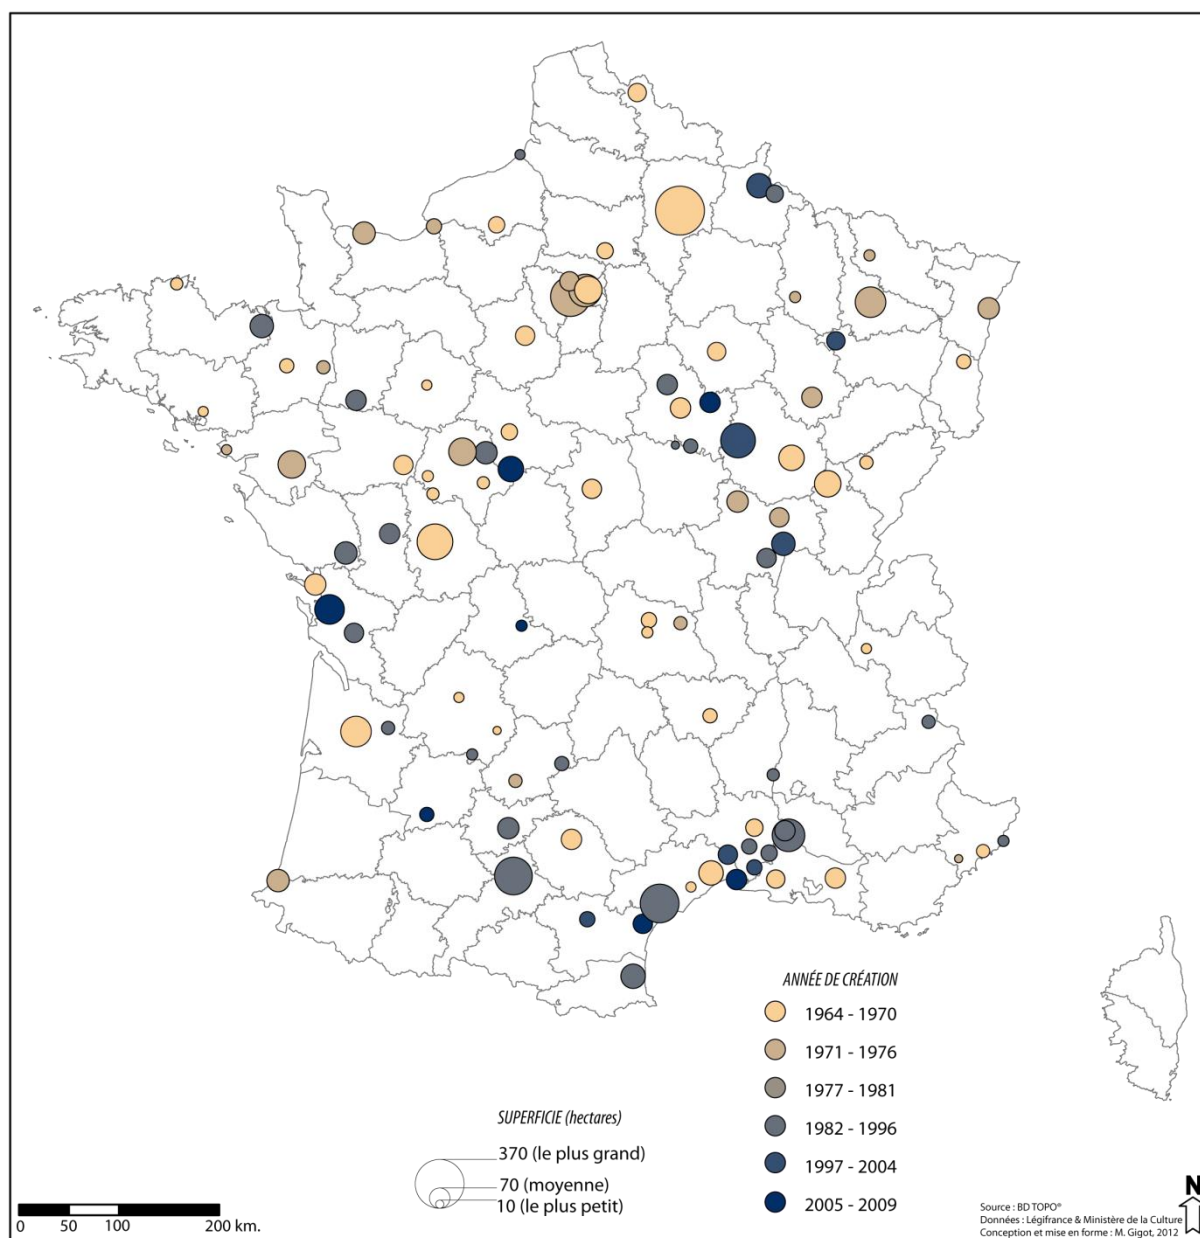 ANNÉE DE CRÉATION
1964 - 1970
1971 - 1976
1977 - 1981
1982 - 1996
1997 - 2004
2005 - 2009
SUPERFICIE (hectares)
370 (le plus grand)
70 (moyenne)
10 (le plus petit)
0 50 100 200 km.
N
Source : BD TOPO®
Données : Légifrance & Ministère de la Culture
Conception et mise en forme : M. Gigot, 2012